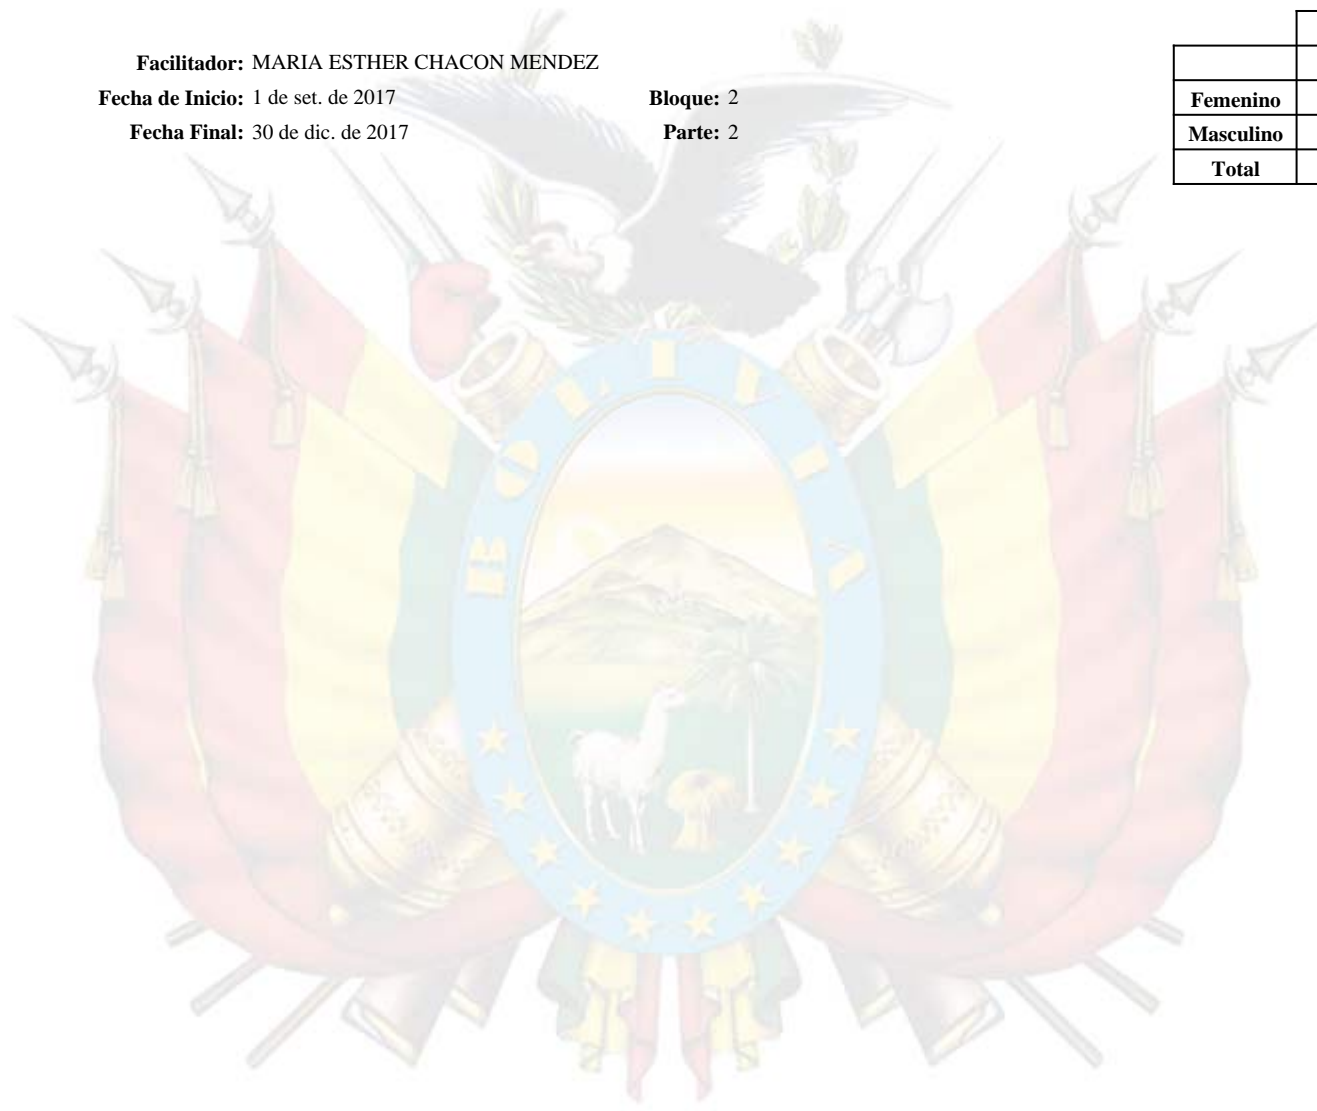 Facilitador: MARIA ESTHER CHACON MENDEZ
Fecha de Inicio: 1 de set. de 2017 Bloque: 2
Fecha Final: 30 de dic. de 2017 Parte: 2
Femenino
Masculino
Total
BOLIVIA